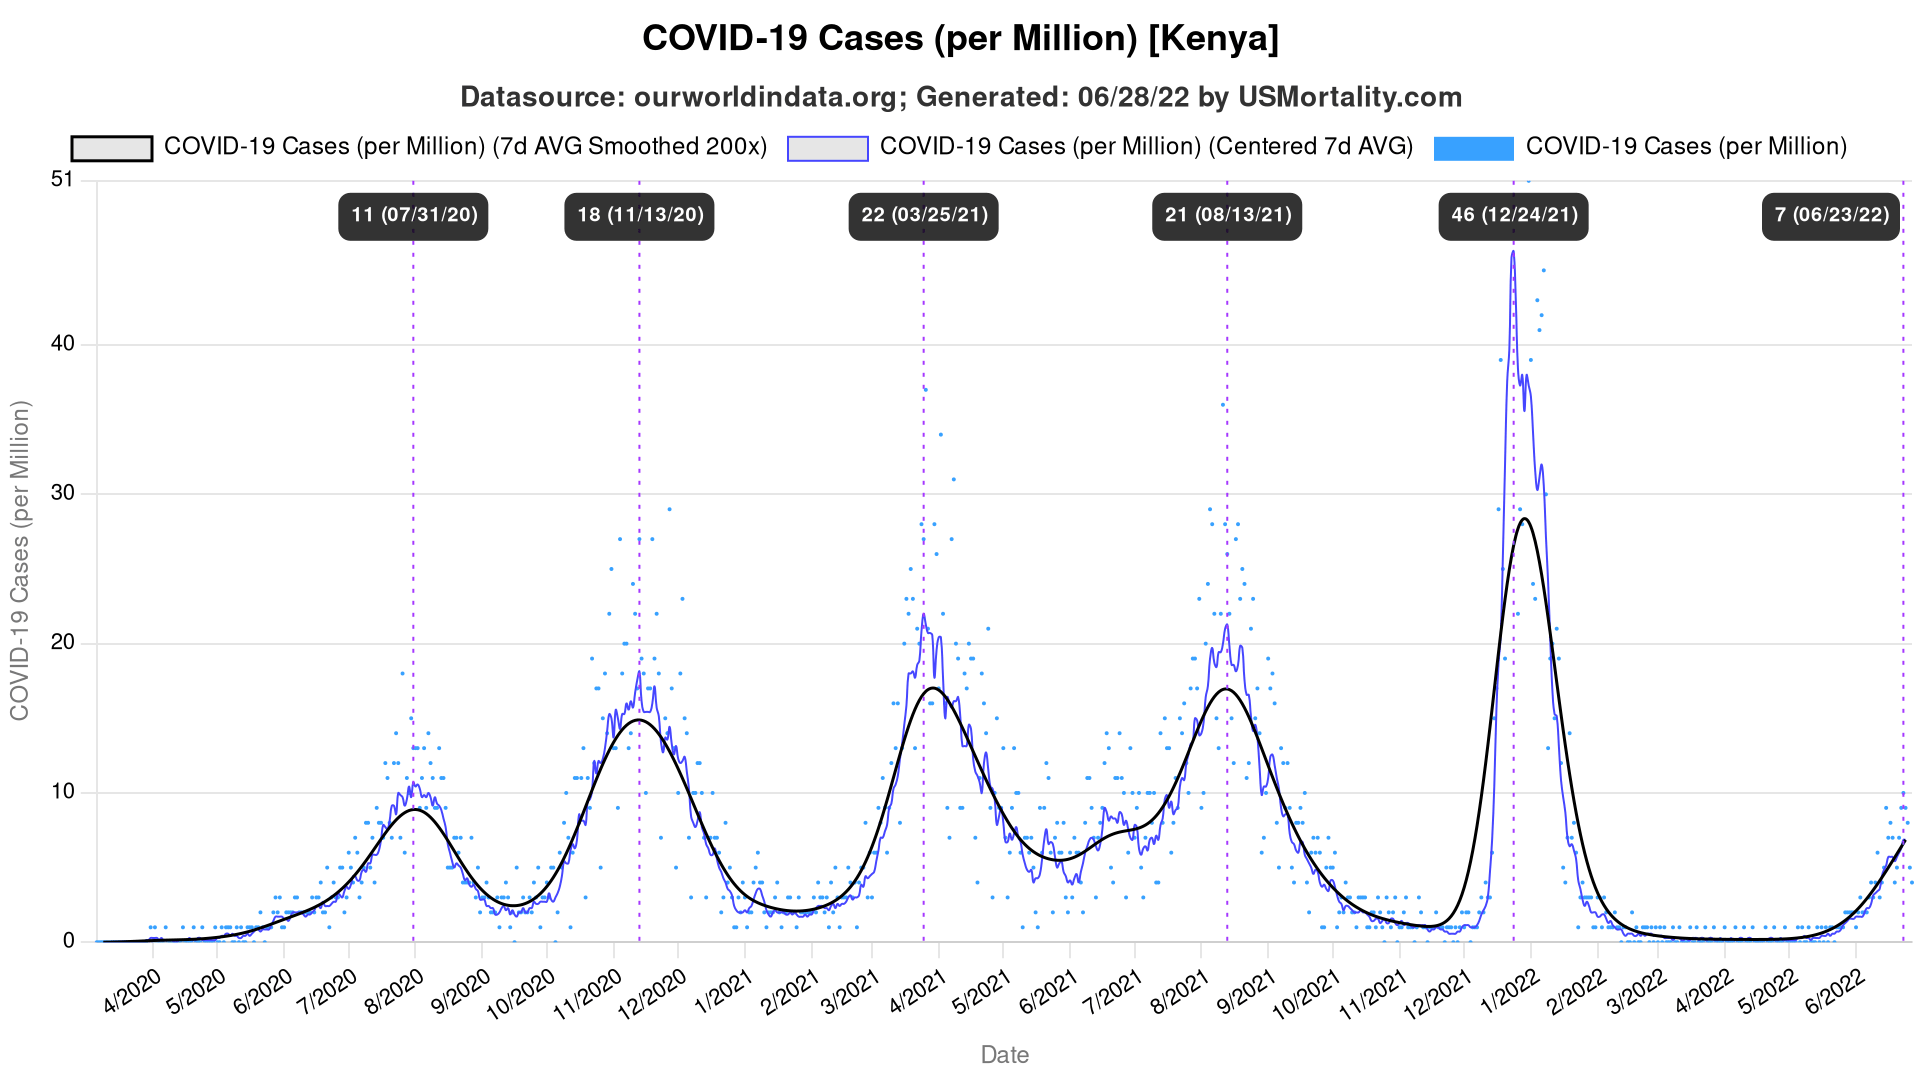 COVID-19 Cases (per Million) [Kenya]
Datasource: ourworldindata.org; Generated: 06/28/22 by USMortality.com
COVID-19 Cases (per Million) (7d AVG Smoothed 200x) COVID-19 Cases (per Million) (Centered 7d AVG) COVID-19 Cases (per Million)
51
11 (07/31/20) 18 (11/13/20) 22 (03/25/21) 21 (08/13/21) 46 (12/24/21) 7 (06/23/22)
40
30
20
10
0
COVID-19 Cases (per Million)
4/2020 5/2020 6/2020 7/2020 8/2020 9/2020 10/2020 11/2020 12/2020 1/2021 2/2021 3/2021 4/2021 5/2021 6/2021 7/2021 8/2021 9/2021 10/2021 11/2021 12/2021 1/2022 2/2022 3/2022 4/2022 5/2022 6/2022
Date